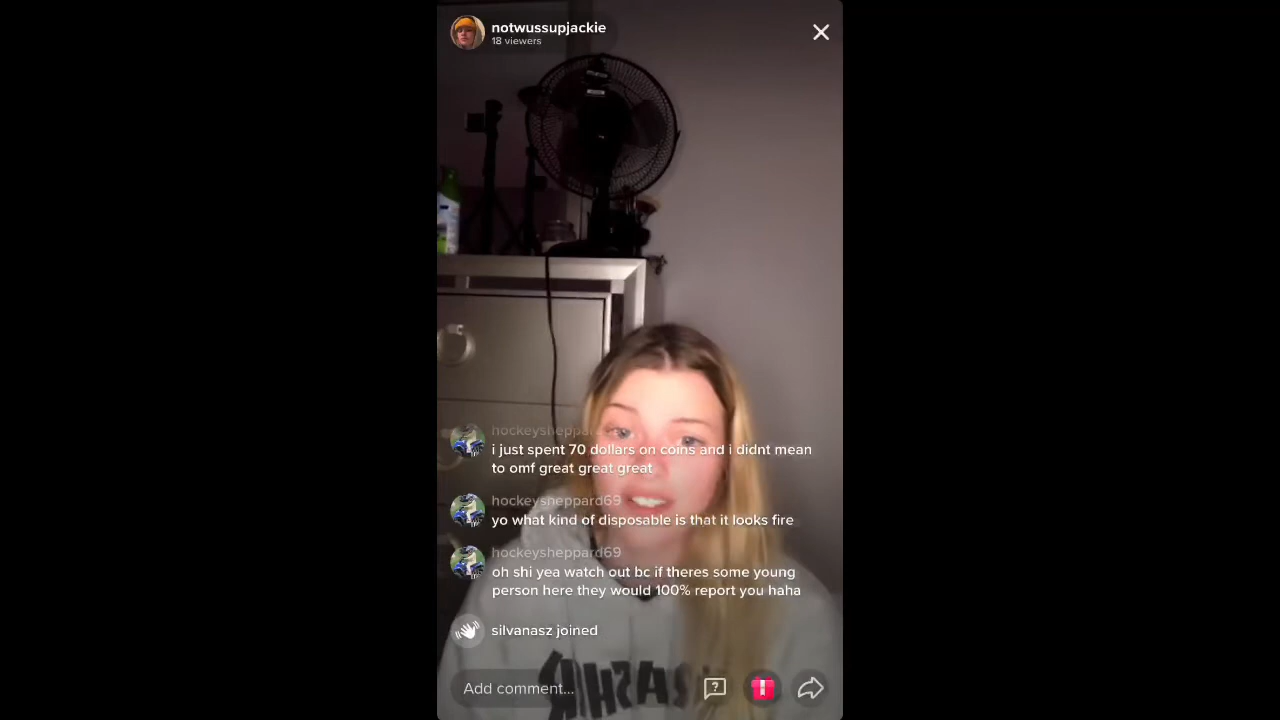 notwussupjackie
18 viewers
i just spent 70 dollars on coins and i didnt mean
to omf great great great
hockeysheppard69
yo what kind of disposable is that it looks fire
hockeysheppard69
oh shi yea watch out bc if theres some young
person here they would 100% report you haha
silvanasz joined
Add comment...
?